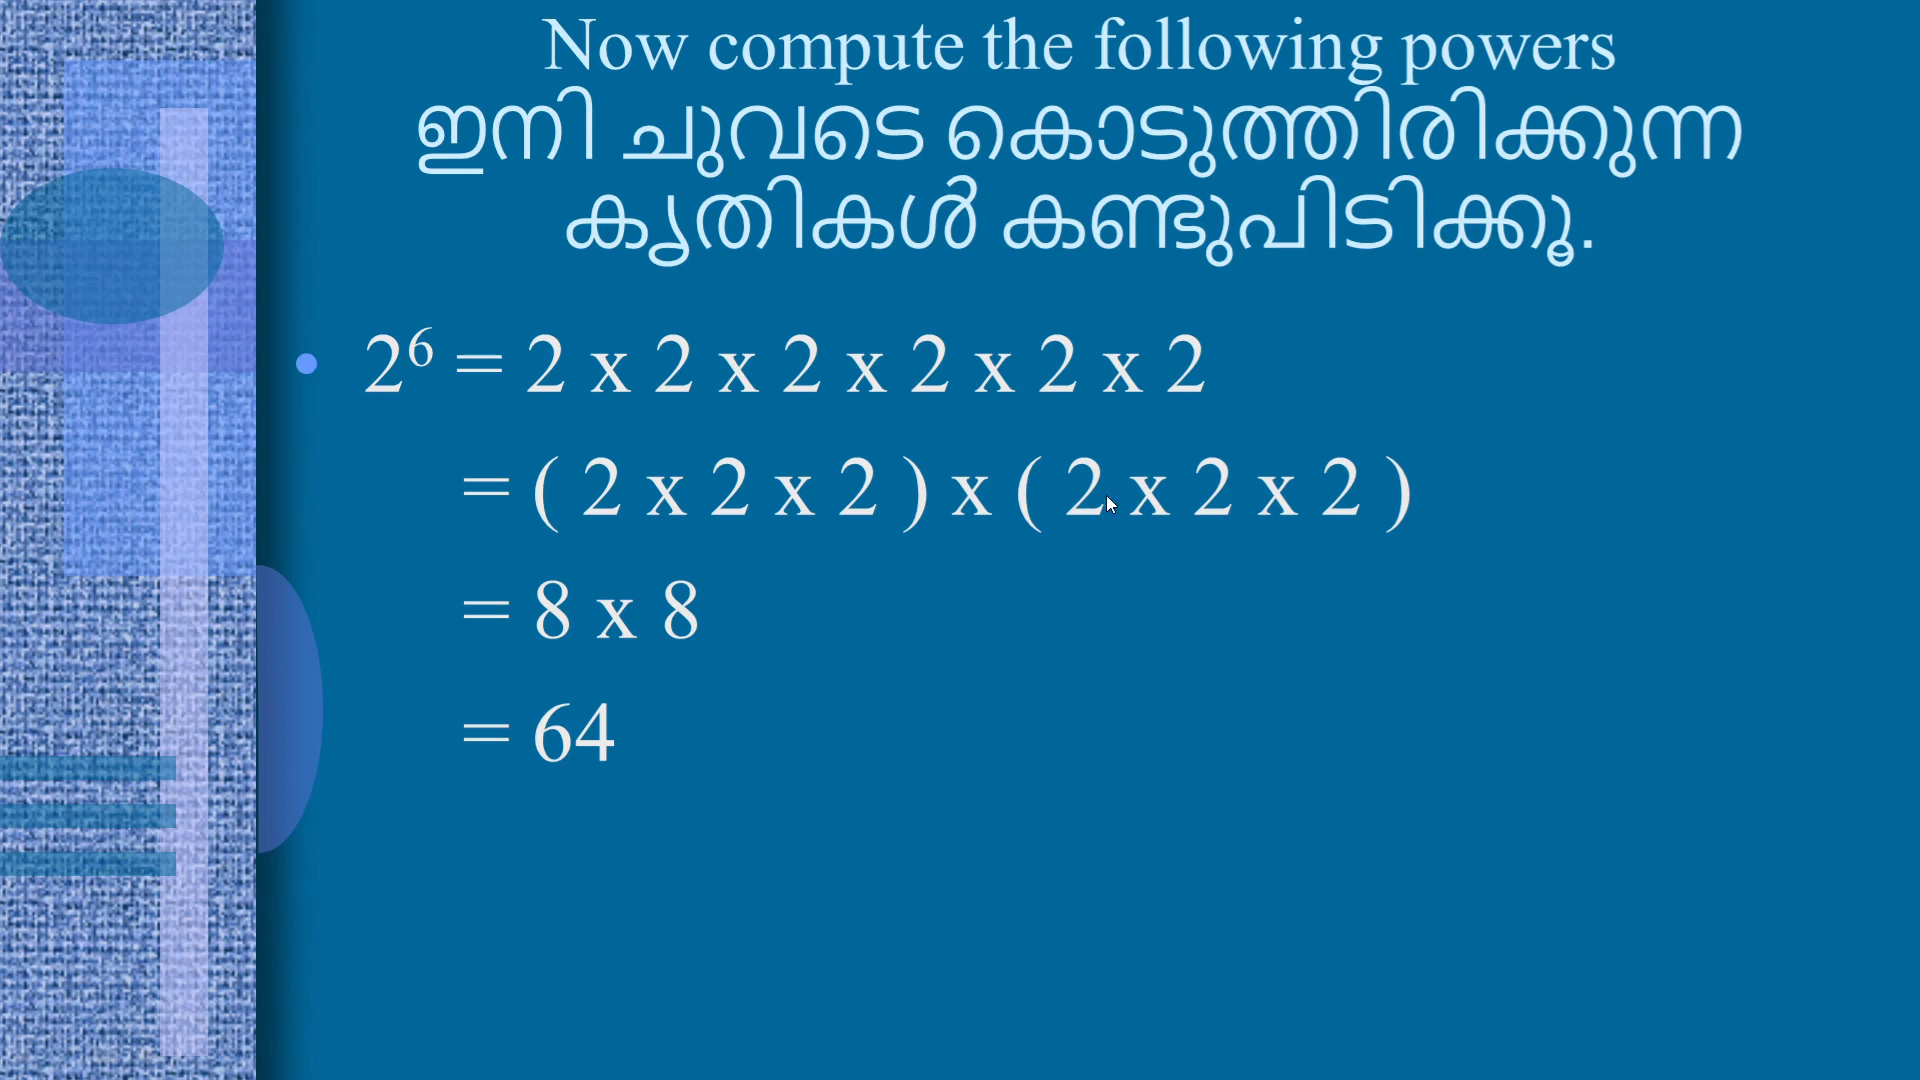 Now compute the following powers
ഇനി ചുവടെ കൊടുത്തിരിക്കുന്ന
കൃതികൾ കണ്ടുപിടിക്കൂ.
• 2⁶ = 2 x 2 x 2 x 2 x 2 x 2
= ( 2 x 2 x 2 ) x ( 2 x 2 x 2 )
= 8 x 8
= 64